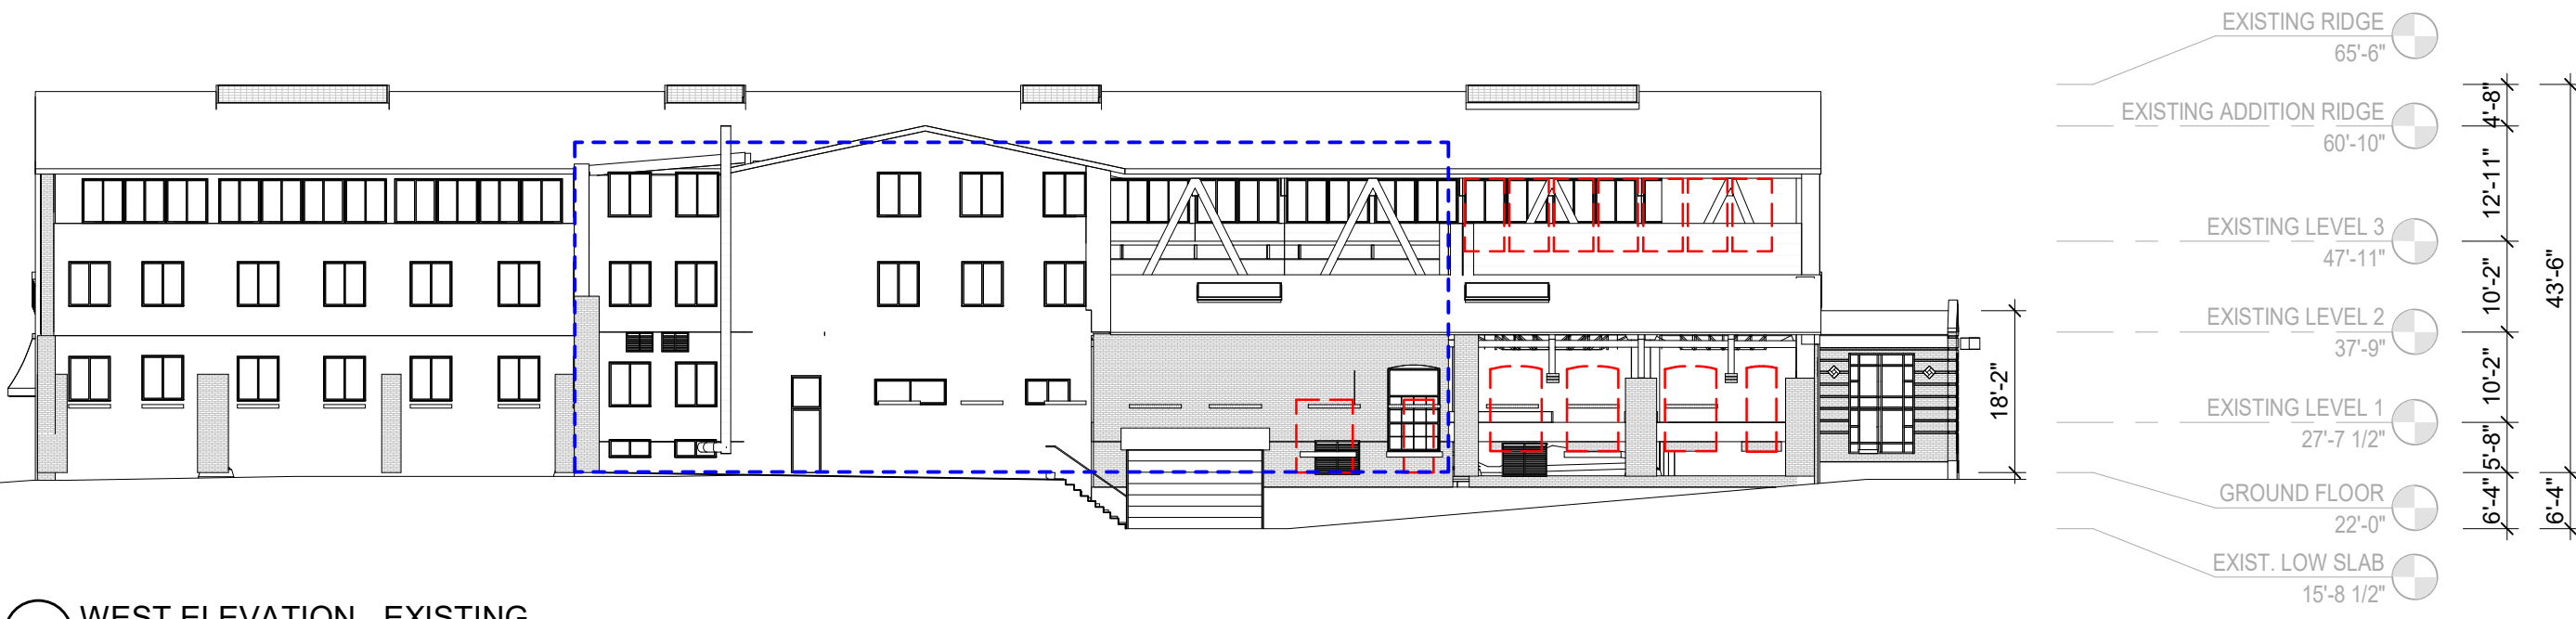 EXISTING RIDGE
65'-6"
EXISTING ADDITION RIDGE
60'-10"
EXISTING LEVEL 3
47'-11"
EXISTING LEVEL 2
37'-9"
EXISTING LEVEL 1
27'-7 1/2"
GROUND FLOOR
22'-0"
EXIST. LOW SLAB
15'-8 1/2"
4'-8"
12'-11"
10'-2"
10'-2"
5'-8"
6'-4"
43'-6"
6'-4"
18'-2"
WEST ELEVATION - EXISTING